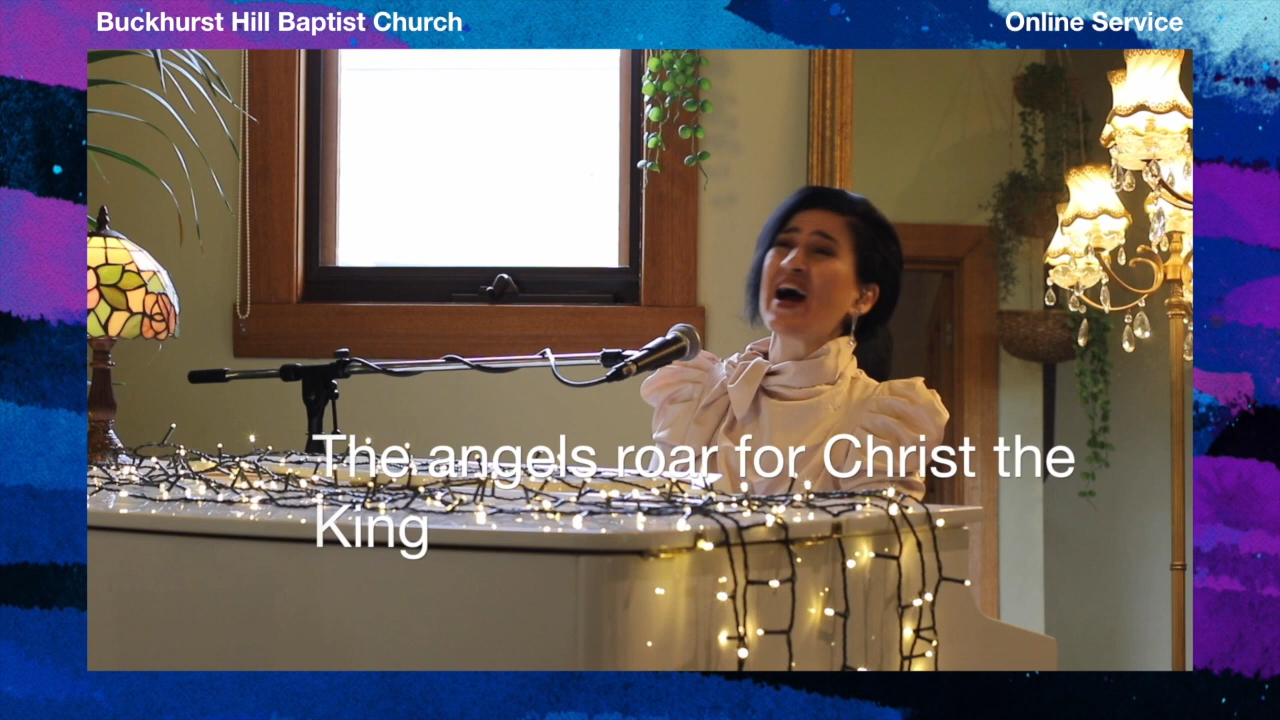 Buckhurst Hill Baptist Church
Online Service
The angels roar for Christ the
King